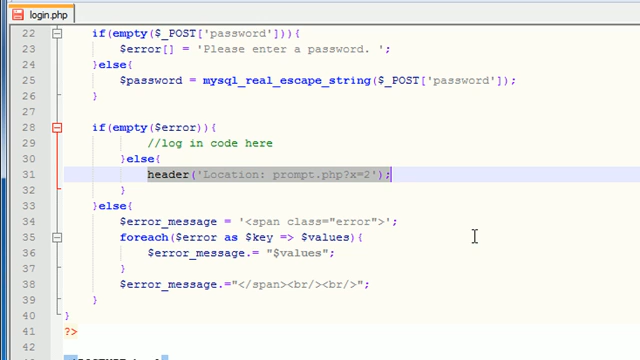 login.php
22 if(empty($_POST['password'])){
23 $error[] = 'Please enter a password. ';
24 }else{
25 $password = mysql_real_escape_string($_POST['password']);
26 }
27
28 if(empty($error)){
29 //log in code here
30 }else{
31 header('Location: prompt.php?x=2');
32 }
33 }else{
34 $error_message = '<span class="error">';
35 foreach($error as $key => $values){
36 $error_message.= "$values";
37 }
38 $error_message.="</span><br/><br/>";
39 }
40 }
41 ?>
42